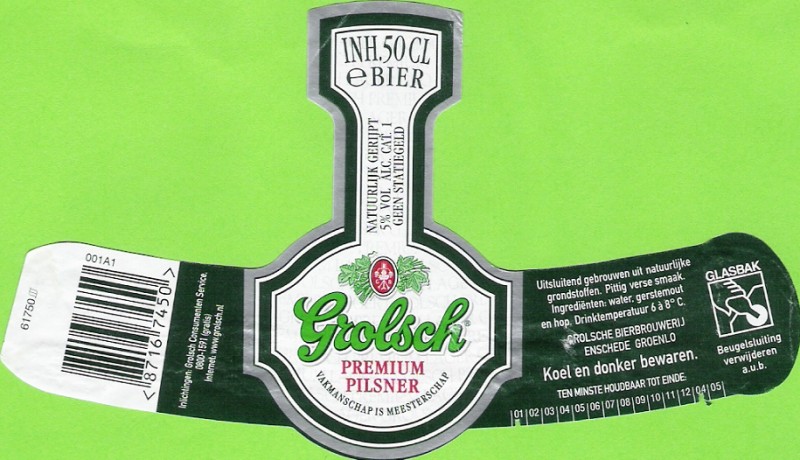 INH.50 CL
℮ BIER
NATUURLIJK GERIJPT
5% VOL. ALC. CAT. 1
GEEN STATIEGELD
Grolsch®
PREMIUM
PILSNER
VAKMANSCHAP IS MEESTERSCHAP
61750
001A1
<87167450>
Inlichtingen: Grolsch Consumenten Service.
0800-1591 (gratis)
Internet: www.grolsch.nl
Uitsluitend gebrouwen uit natuurlijke
grondstoffen. Pittig verse smaak.
Ingrediënten: water, gerstemout
en hop. Drinktemperatuur 6 à 8° C.
GROLSCHE BIERBROUWERIJ
ENSCHEDE GROENLO
Koel en donker bewaren.
TEN MINSTE HOUDBAAR TOT EINDE:
01 02 03 04 05 06 07 08 09 10 11 12 04 05
GLASBAK
Beugelsluiting
verwijderen
a.u.b.